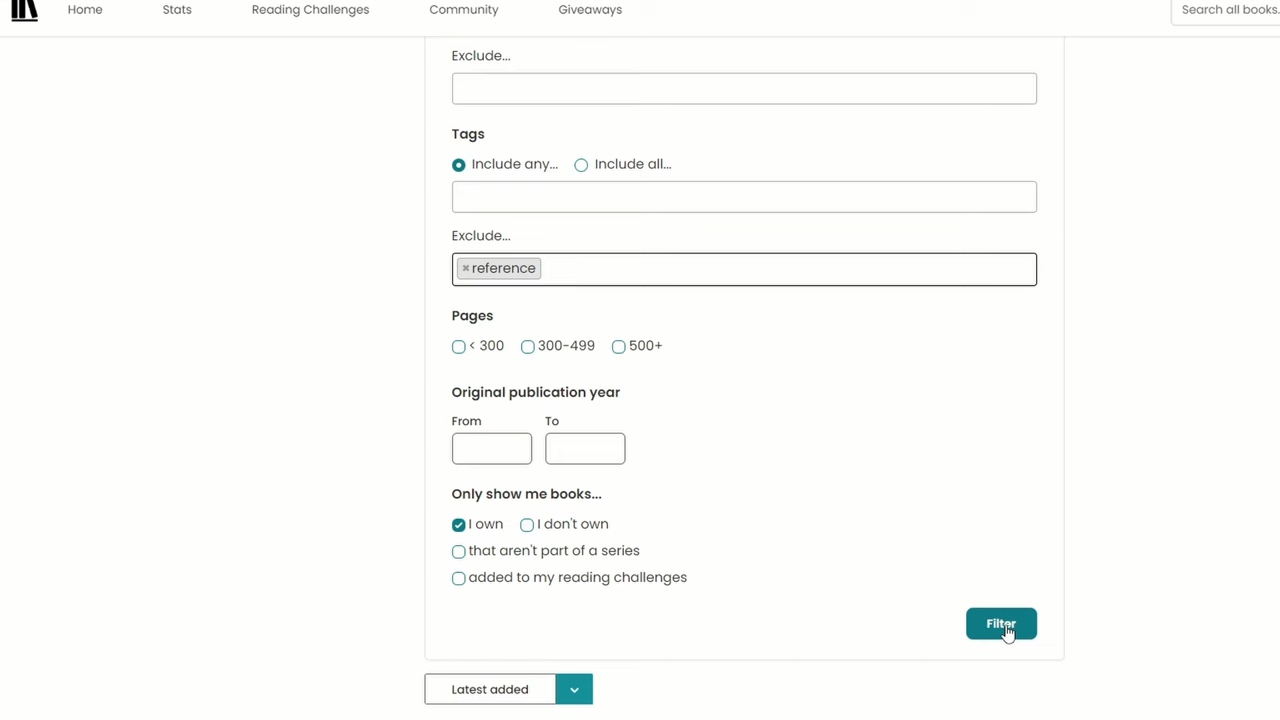 Home Stats Reading Challenges Community Giveaways Search all books.
Exclude...
Tags
Include any... Include all...
Exclude...
×reference
Pages
< 300 300-499 500+
Original publication year
From To
Only show me books...
I own I don't own
that aren't part of a series
added to my reading challenges
Filter
Latest added